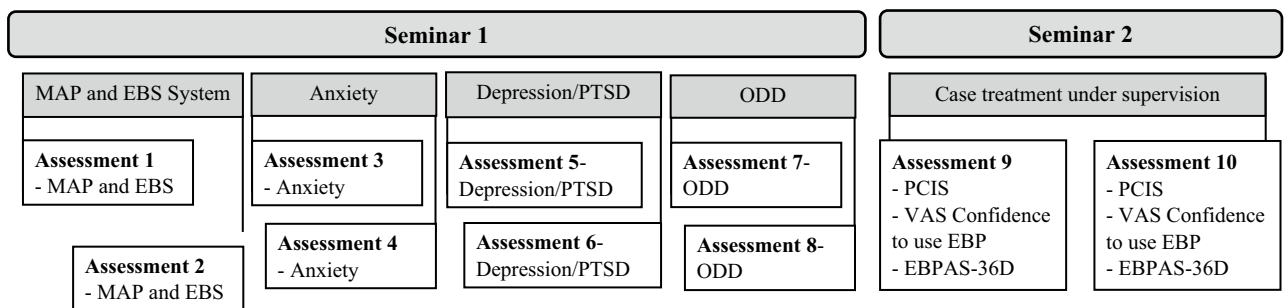 Seminar 1
Seminar 2
MAP and EBS System
Anxiety
Depression/PTSD
ODD
Case treatment under supervision
Assessment 1
- MAP and EBS
Assessment 2
- MAP and EBS
Assessment 3
- Anxiety
Assessment 4
- Anxiety
Assessment 5-
Depression/PTSD
Assessment 6-
Depression/PTSD
Assessment 7-
ODD
Assessment 8-
ODD
Assessment 9
- PCIS
- VAS Confidence
to use EBP
- EBPAS-36D
Assessment 10
- PCIS
- VAS Confidence
to use EBP
- EBPAS-36D